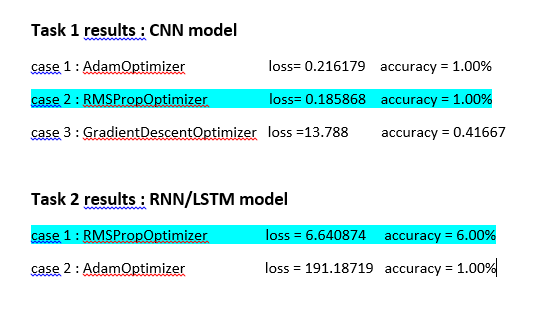 Task 1 results : CNN model
case 1 : AdamOptimizer loss= 0.216179 accuracy = 1.00%
case 2 : RMSPropOptimizer loss= 0.185868 accuracy = 1.00%
case 3 : GradientDescentOptimizer loss =13.788 accuracy = 0.41667
Task 2 results : RNN/LSTM model
case 1 : RMSPropOptimizer loss = 6.640874 accuracy = 6.00%
case 2 : AdamOptimizer loss = 191.18719 accuracy = 1.00%